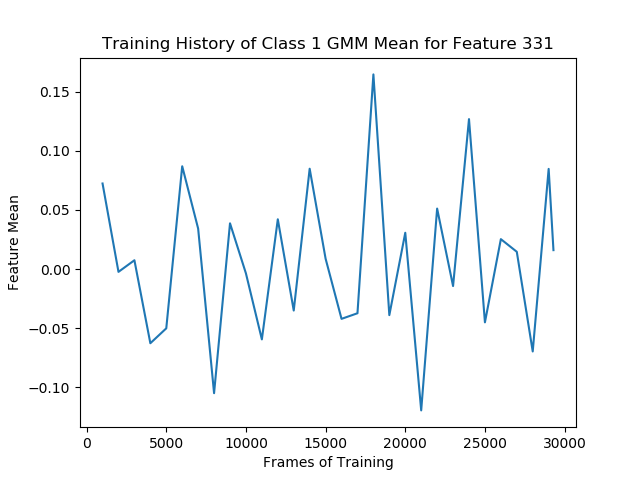 Training History of Class 1 GMM Mean for Feature 331
0.15
0.10
0.05
0.00
−0.05
−0.10
Feature Mean
0 5000 10000 15000 20000 25000 30000
Frames of Training